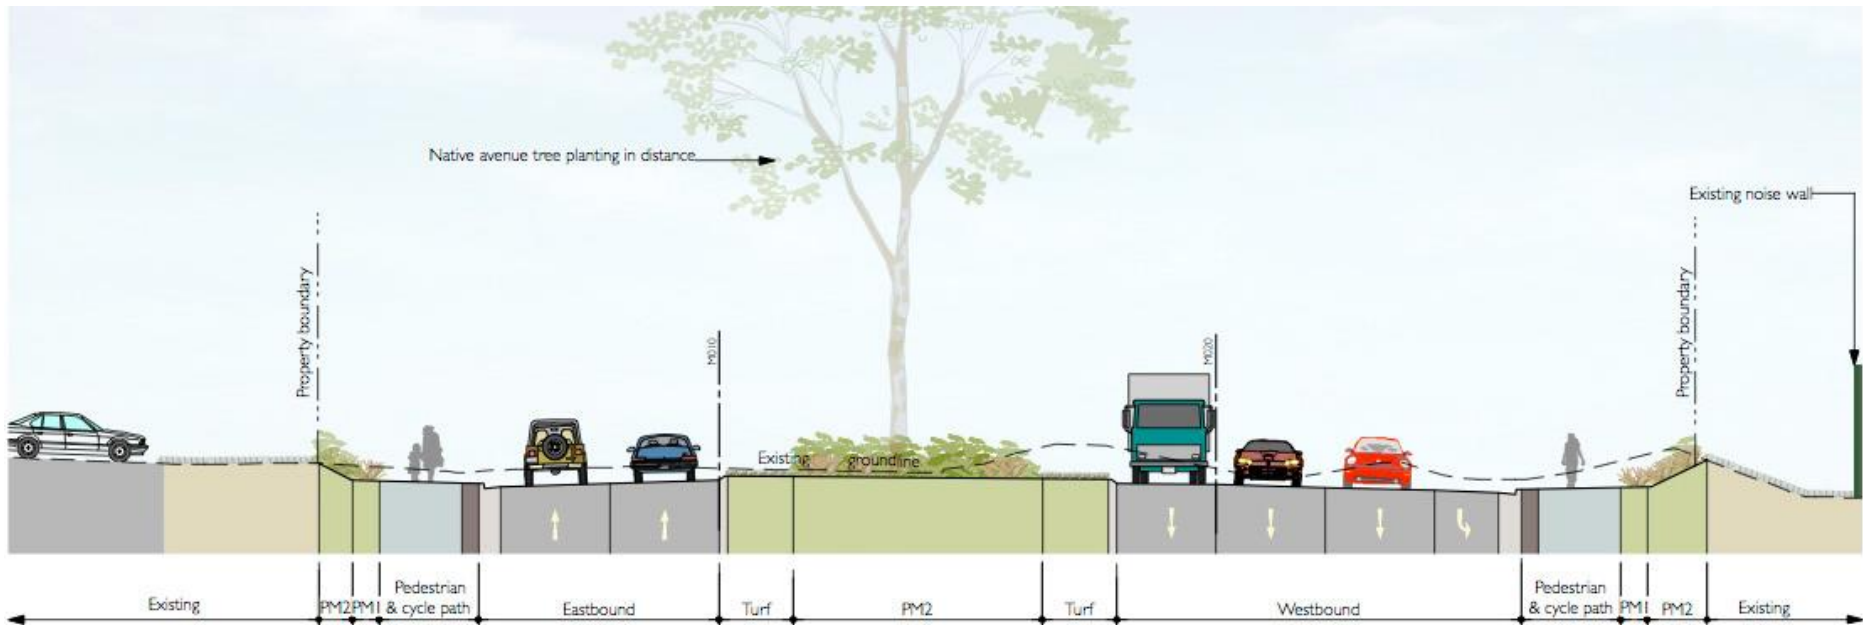 Native avenue tree planting in distance
Existing noise wall
Property boundary
Property boundary
M010
M020
Existing groundline
Existing
PM2
PM1
Pedestrian
& cycle path
Eastbound
Turf
PM2
Turf
Westbound
Pedestrian
& cycle path
PM1
PM2
Existing